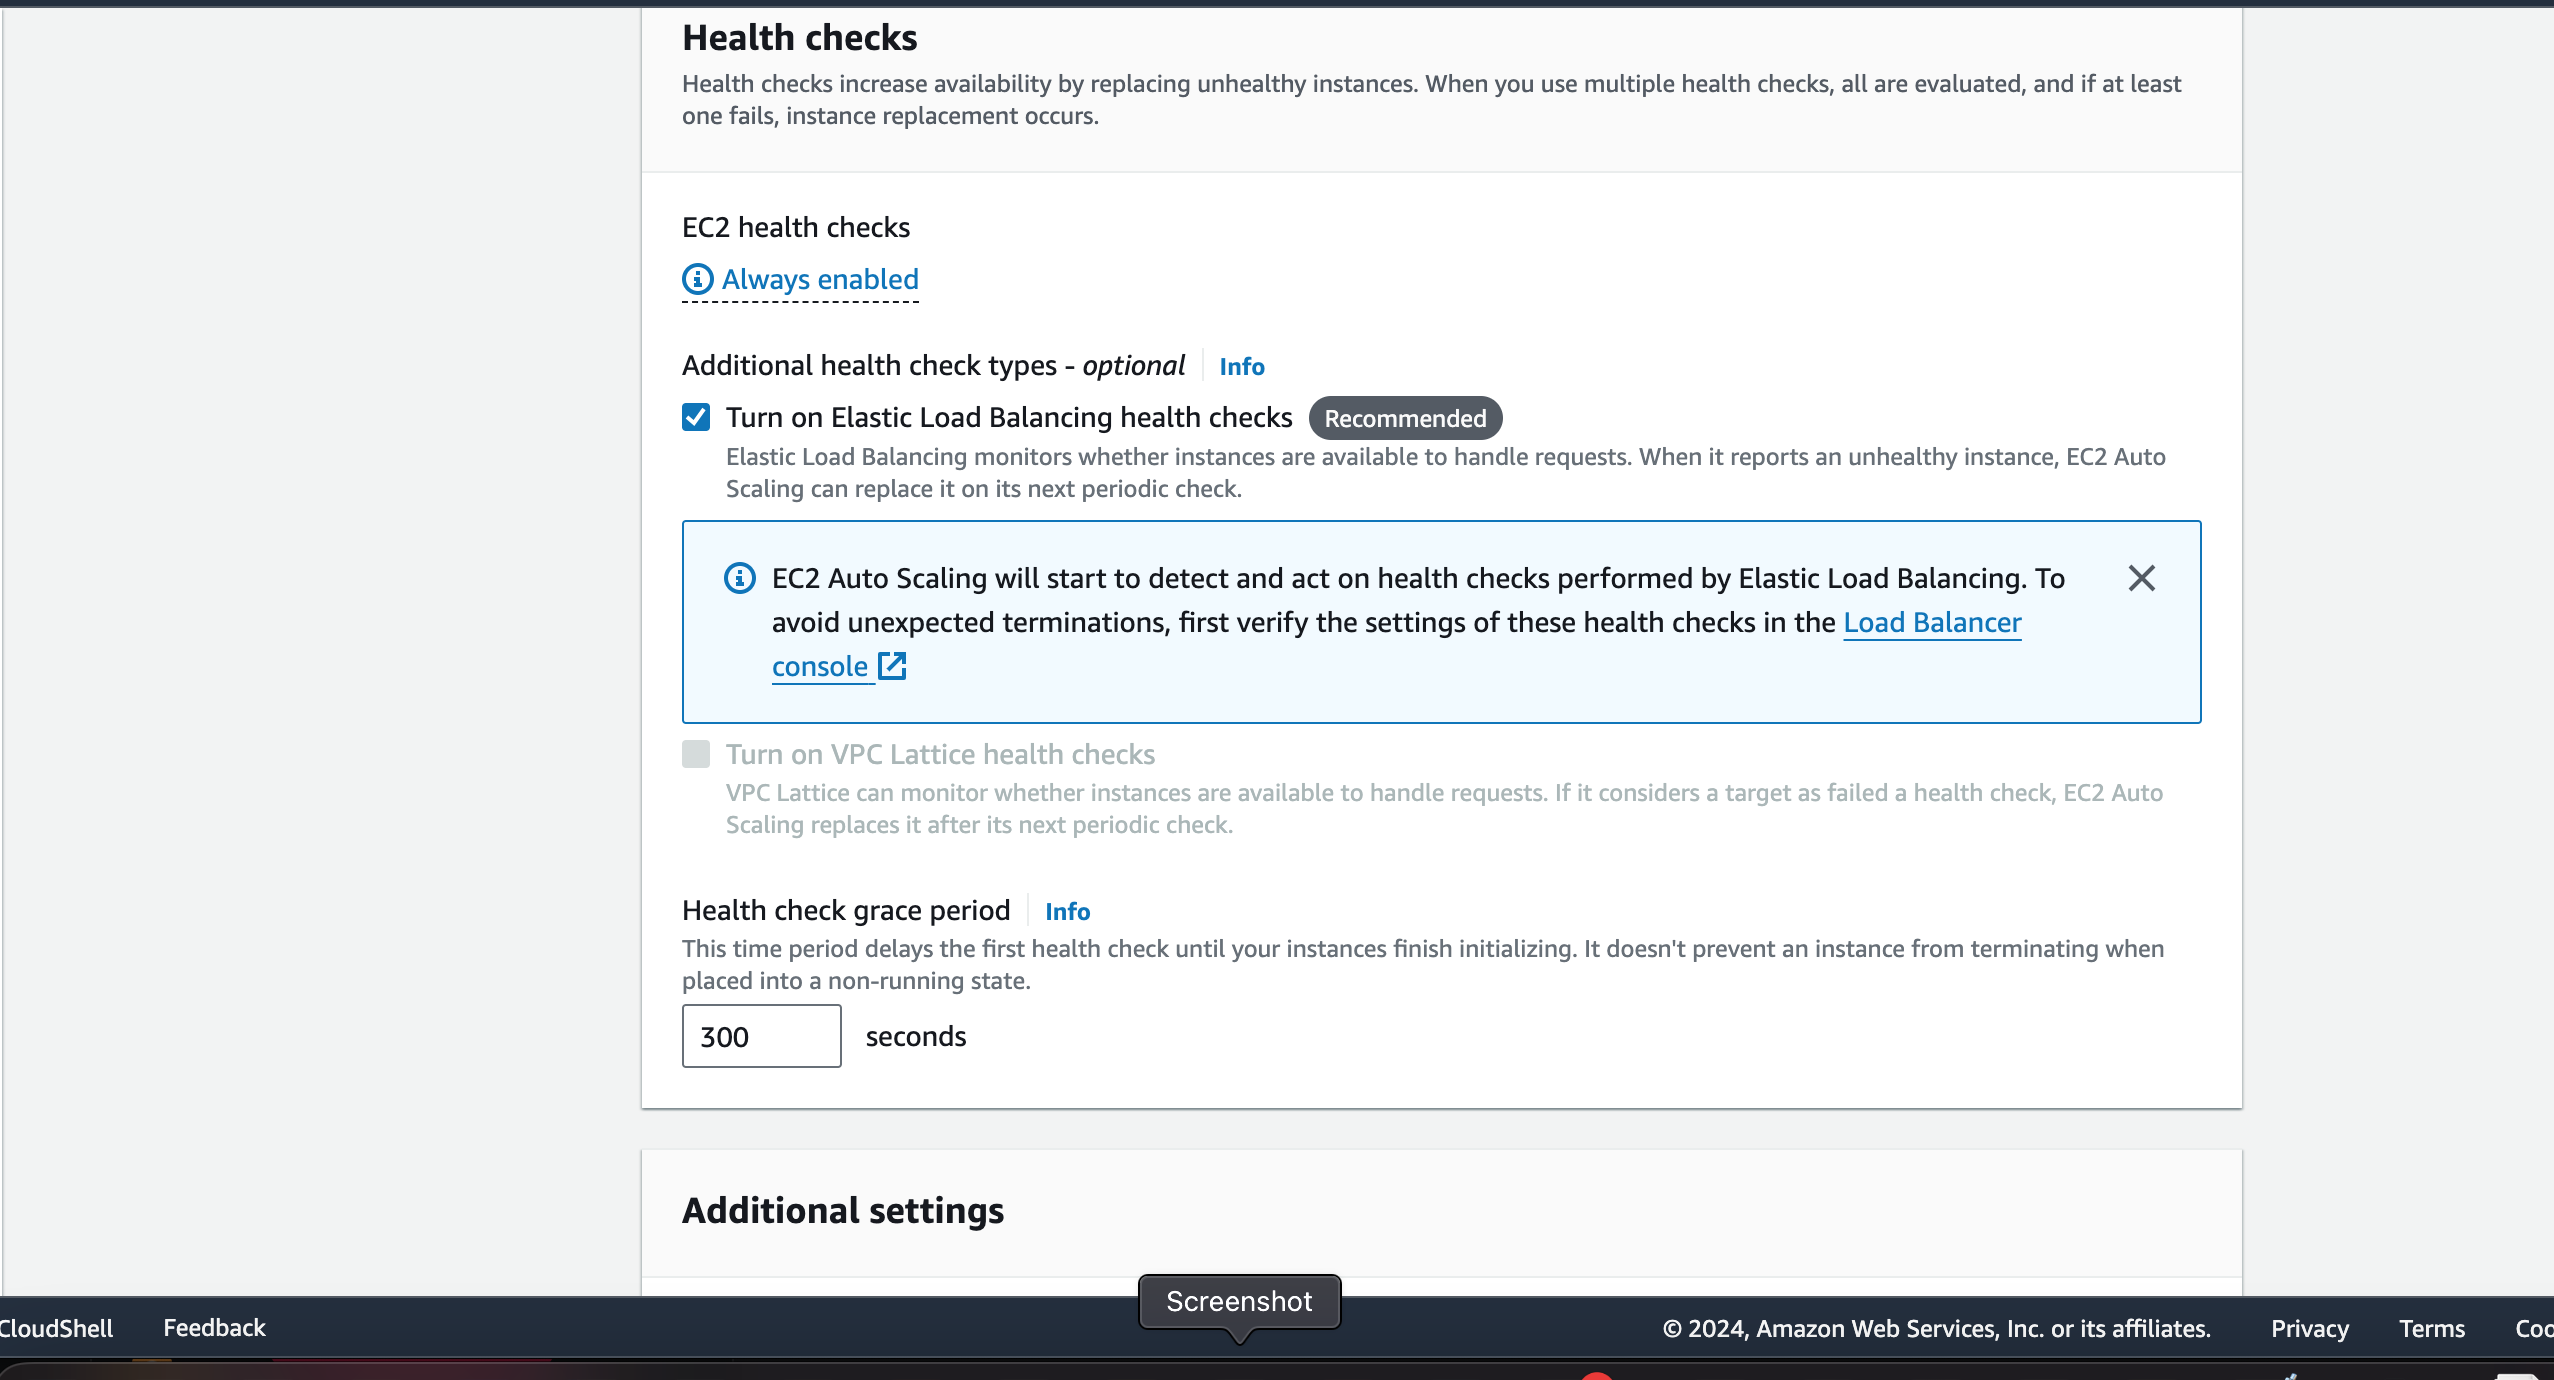 Health checks
Health checks increase availability by replacing unhealthy instances. When you use multiple health checks, all are evaluated, and if at least
one fails, instance replacement occurs.
EC2 health checks
Always enabled
Additional health check types - optional Info
Turn on Elastic Load Balancing health checks Recommended
Elastic Load Balancing monitors whether instances are available to handle requests. When it reports an unhealthy instance, EC2 Auto
Scaling can replace it on its next periodic check.
EC2 Auto Scaling will start to detect and act on health checks performed by Elastic Load Balancing. To
avoid unexpected terminations, first verify the settings of these health checks in the Load Balancer
console
Turn on VPC Lattice health checks
VPC Lattice can monitor whether instances are available to handle requests. If it considers a target as failed a health check, EC2 Auto
Scaling replaces it after its next periodic check.
Health check grace period Info
This time period delays the first health check until your instances finish initializing. It doesn't prevent an instance from terminating when
placed into a non-running state.
300 seconds
Additional settings
Screenshot
CloudShell Feedback © 2024, Amazon Web Services, Inc. or its affiliates. Privacy Terms Coo